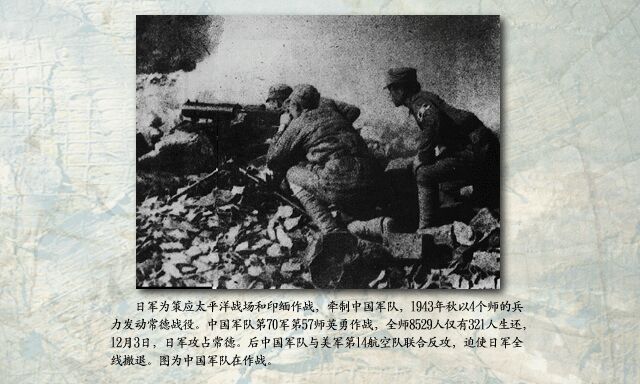 日军为策应太平洋战场和印缅作战，牵制中国军队，1943年秋以4个师的兵
力发动常德战役。中国军队第70军第57师英勇作战，全师8529人仅有321人生还，
12月3日，日军攻占常德。后中国军队与美军第14航空队联合反攻，迫使日军全
线撤退。图为中国军队在作战。